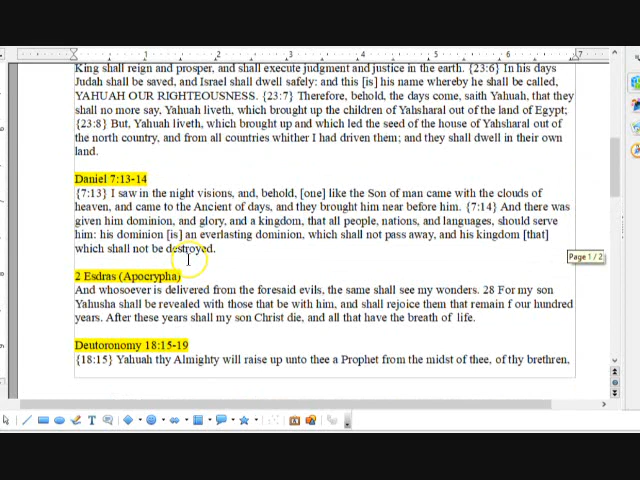 1 2 3 4 5 6 7
King shall reign and prosper, and shall execute judgment and justice in the earth. {23:6} In his days
Judah shall be saved, and Israel shall dwell safely: and this [is] his name whereby he shall be called,
YAHUAH OUR RIGHTEOUSNESS. {23:7} Therefore, behold, the days come, saith Yahuah, that they
shall no more say, Yahuah liveth, which brought up the children of Yahsharal out of the land of Egypt;
{23:8} But, Yahuah liveth, which brought up and which led the seed of the house of Yahsharal out of
the north country, and from all countries whither I had driven them; and they shall dwell in their own
land.
Daniel 7:13-14
{7:13} I saw in the night visions, and, behold, [one] like the Son of man came with the clouds of
heaven, and came to the Ancient of days, and they brought him near before him. {7:14} And there was
given him dominion, and glory, and a kingdom, that all people, nations, and languages, should serve
him: his dominion [is] an everlasting dominion, which shall not pass away, and his kingdom [that]
which shall not be destroyed.
Page 1 / 2
2 Esdras (Apocrypha)
And whosoever is delivered from the foresaid evils, the same shall see my wonders. 28 For my son
Yahusha shall be revealed with those that be with him, and shall rejoice them that remain f our hundred
years. After these years shall my son Christ die, and all that have the breath of life.
Deutoronomy 18:15-19
{18:15} Yahuah thy Almighty will raise up unto thee a Prophet from the midst of thee, of thy brethren,